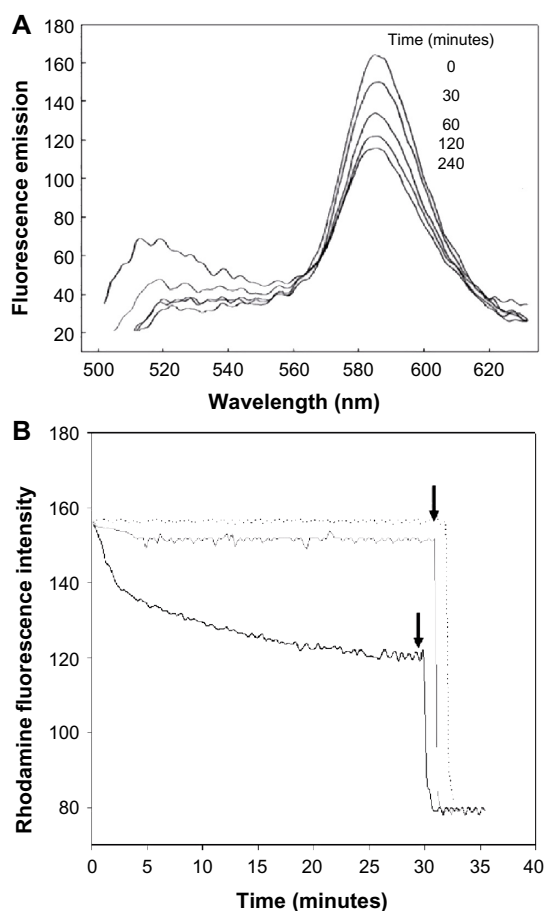 A
180
160
140
120
100
80
60
40
20
Fluorescence emission
Time (minutes)
0
30
60
120
240
500 520 540 560 580 600 620
Wavelength (nm)
B
180
160
140
120
100
80
Rhodamine fluorescence intensity
0 5 10 15 20 25 30 35 40
Time (minutes)